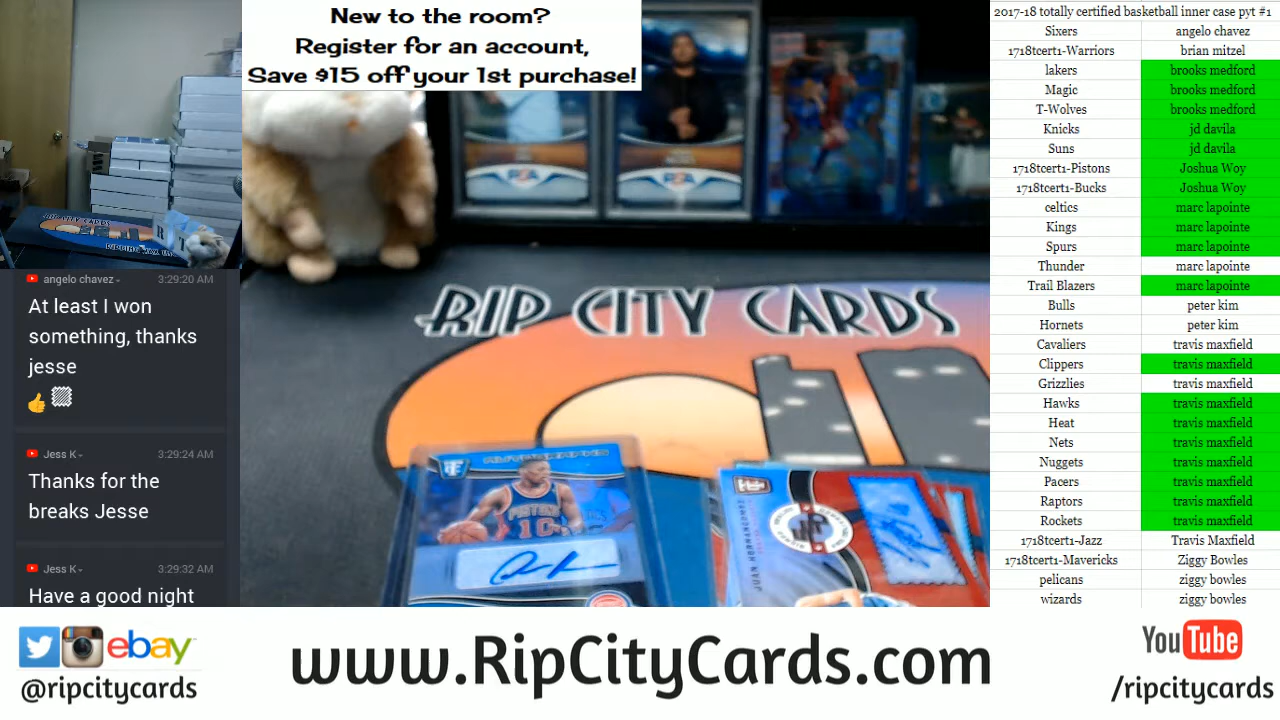 New to the room?
Register for an account,
Save $15 off your 1st purchase!
RIP CITY CARDS
angelo chavez
3:29:20 AM
At least I won
something, thanks
jesse
Jess K
3:29:24 AM
Thanks for the
breaks Jesse
Jess K
3:29:32 AM
Have a good night
RIP CITY CARDS
AUTOGRAPHS
PISTONS
10
2017-18 totally certified basketball inner case pyt #1
Sixers angelo chavez
1718tcert1-Warriors brian mitzel
lakers brooks medford
Magic brooks medford
T-Wolves brooks medford
Knicks jd davila
Suns jd davila
1718tcert1-Pistons Joshua Woy
1718tcert1-Bucks Joshua Woy
celtics marc lapointe
Kings marc lapointe
Spurs marc lapointe
Thunder marc lapointe
Trail Blazers marc lapointe
Bulls peter kim
Hornets peter kim
Cavaliers travis maxfield
Clippers travis maxfield
Grizzlies travis maxfield
Hawks travis maxfield
Heat travis maxfield
Nets travis maxfield
Nuggets travis maxfield
Pacers travis maxfield
Raptors travis maxfield
Rockets travis maxfield
1718tcert1-Jazz Travis Maxfield
1718tcert1-Mavericks Ziggy Bowles
pelicans ziggy bowles
wizards ziggy bowles
ebay
@ripcitycards
www.RipCityCards.com
YouTube
/ripcitycards